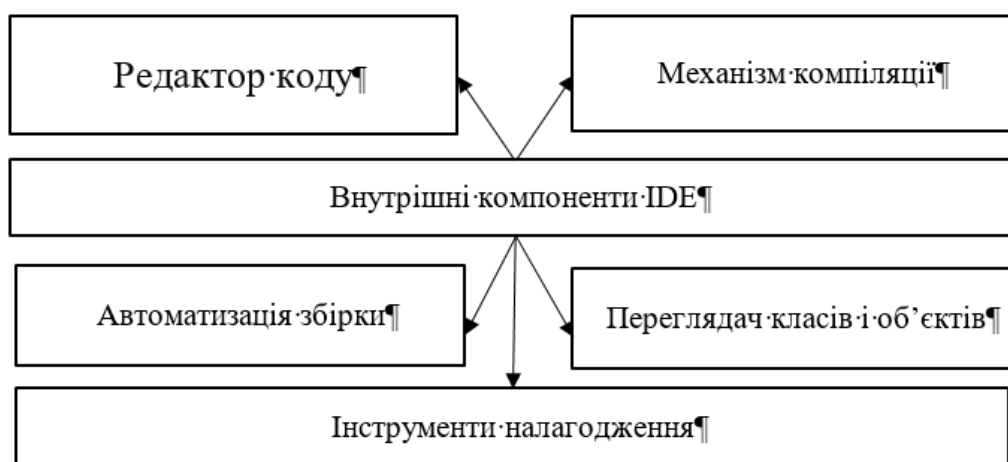 Редактор·коду¶
Механізм·компіляції¶
Внутрішні·компоненти·IDE¶
Автоматизація·збірки¶
Переглядач·класів·і·об’єктів¶
Інструменти·налагодження¶